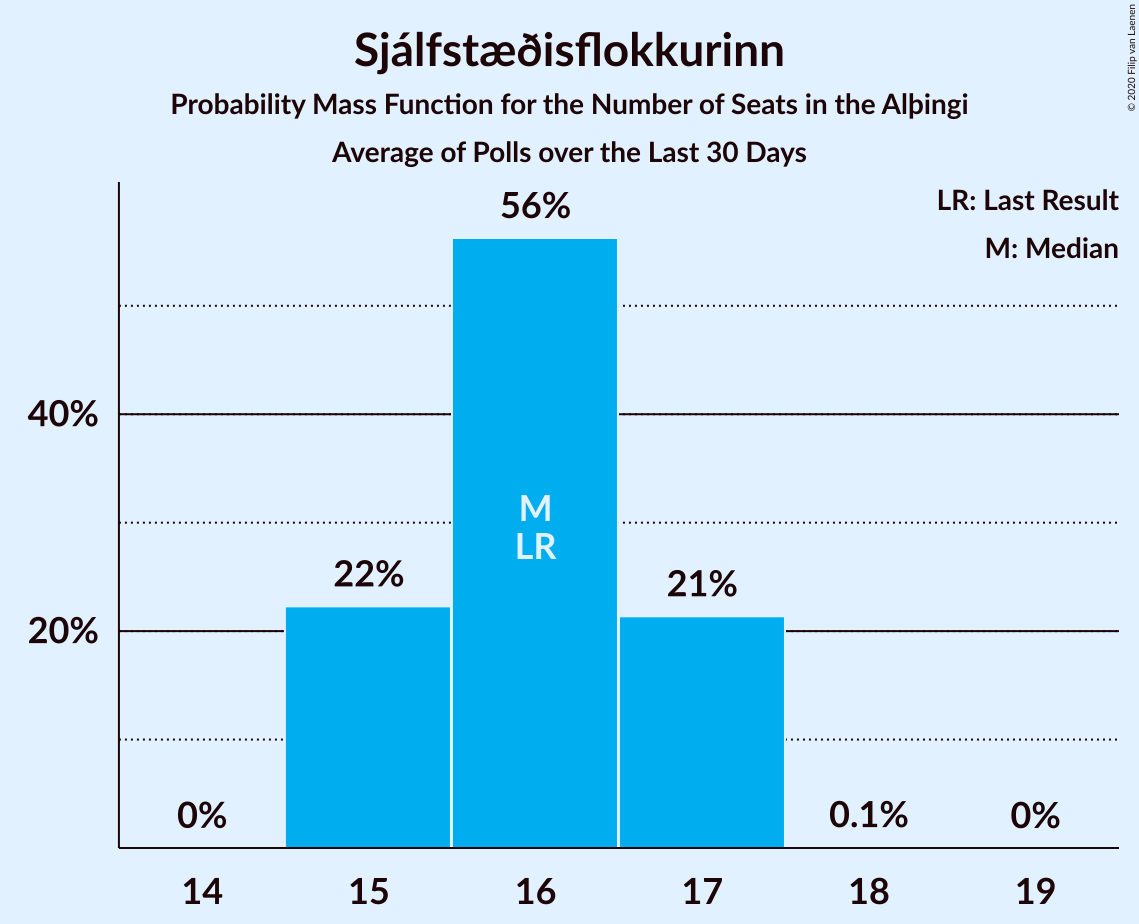 Sjálfstæðisflokkurinn
Probability Mass Function for the Number of Seats in the Alþingi
Average of Polls over the Last 30 Days
© 2020 Filip van Laenen
LR: Last Result
M: Median
56%
40%
M
LR
22%
21%
20%
0%
0.1%
0%
14
15
16
17
18
19